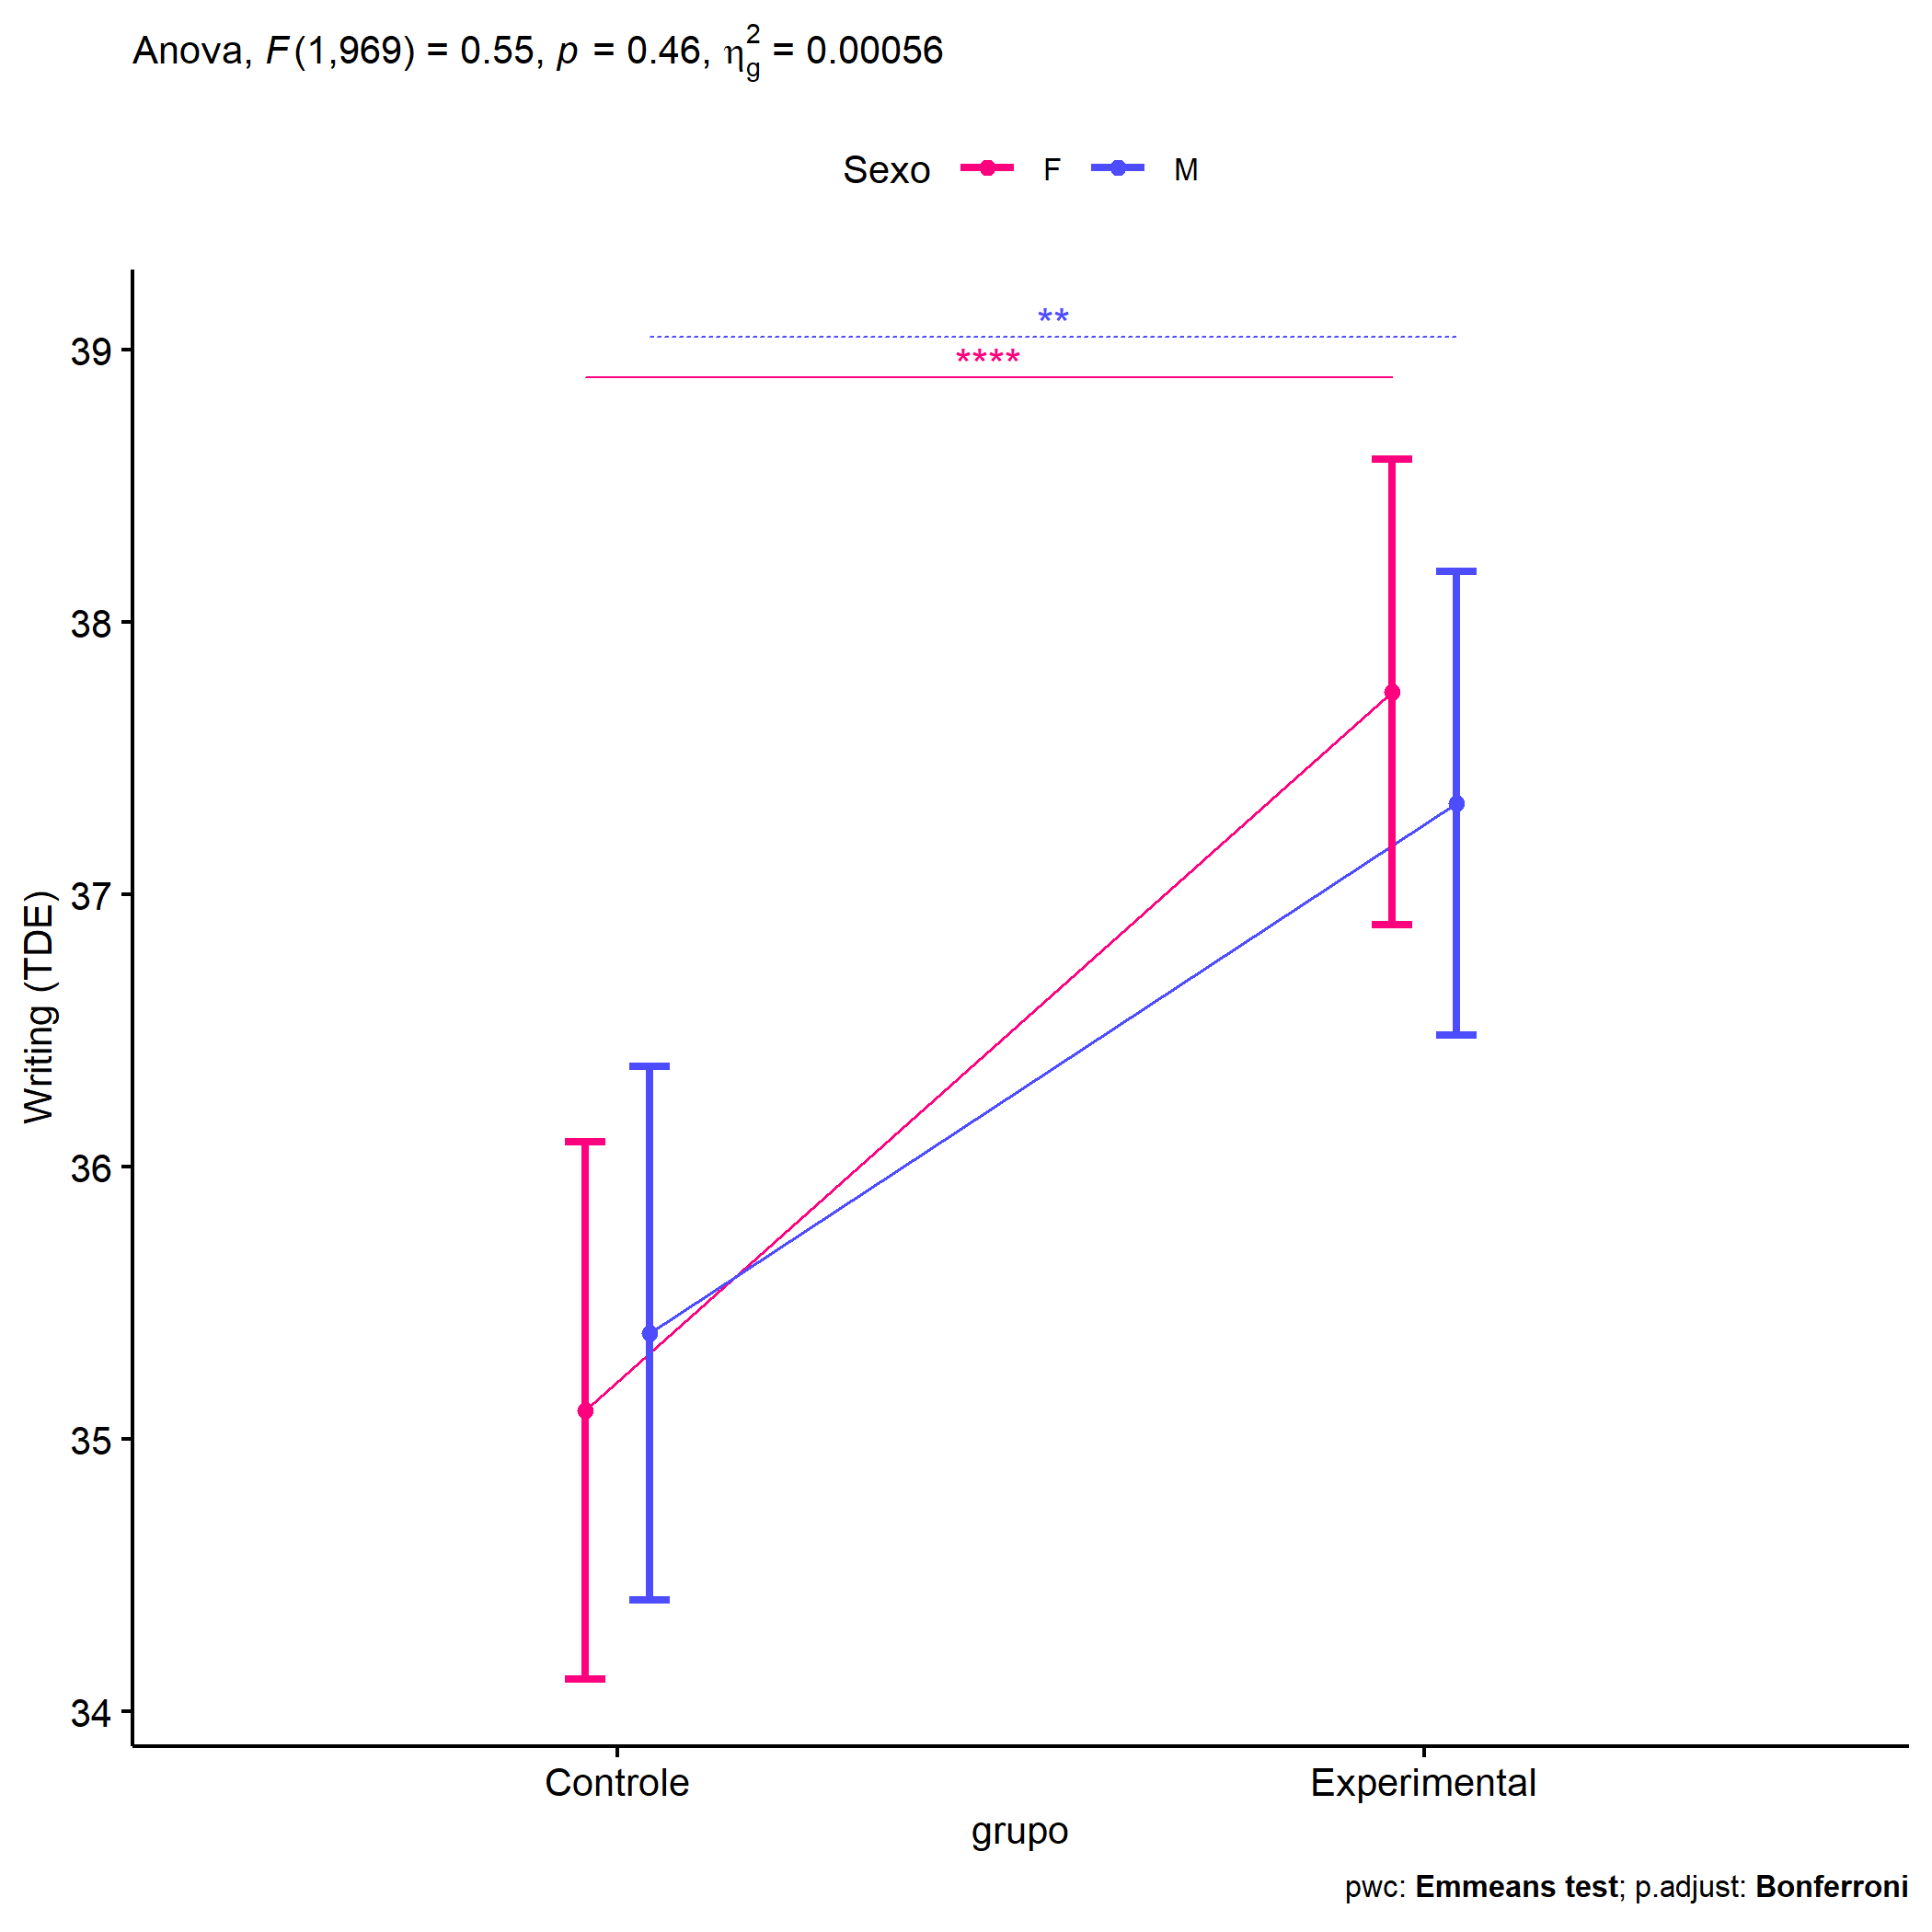 Anova, F(1,969) = 0.55, p = 0.46, η²g = 0.00056
Sexo F M
**
****
39
38
37
36
35
34
Writing (TDE)
Controle Experimental
grupo
pwc: Emmeans test; p.adjust: Bonferroni